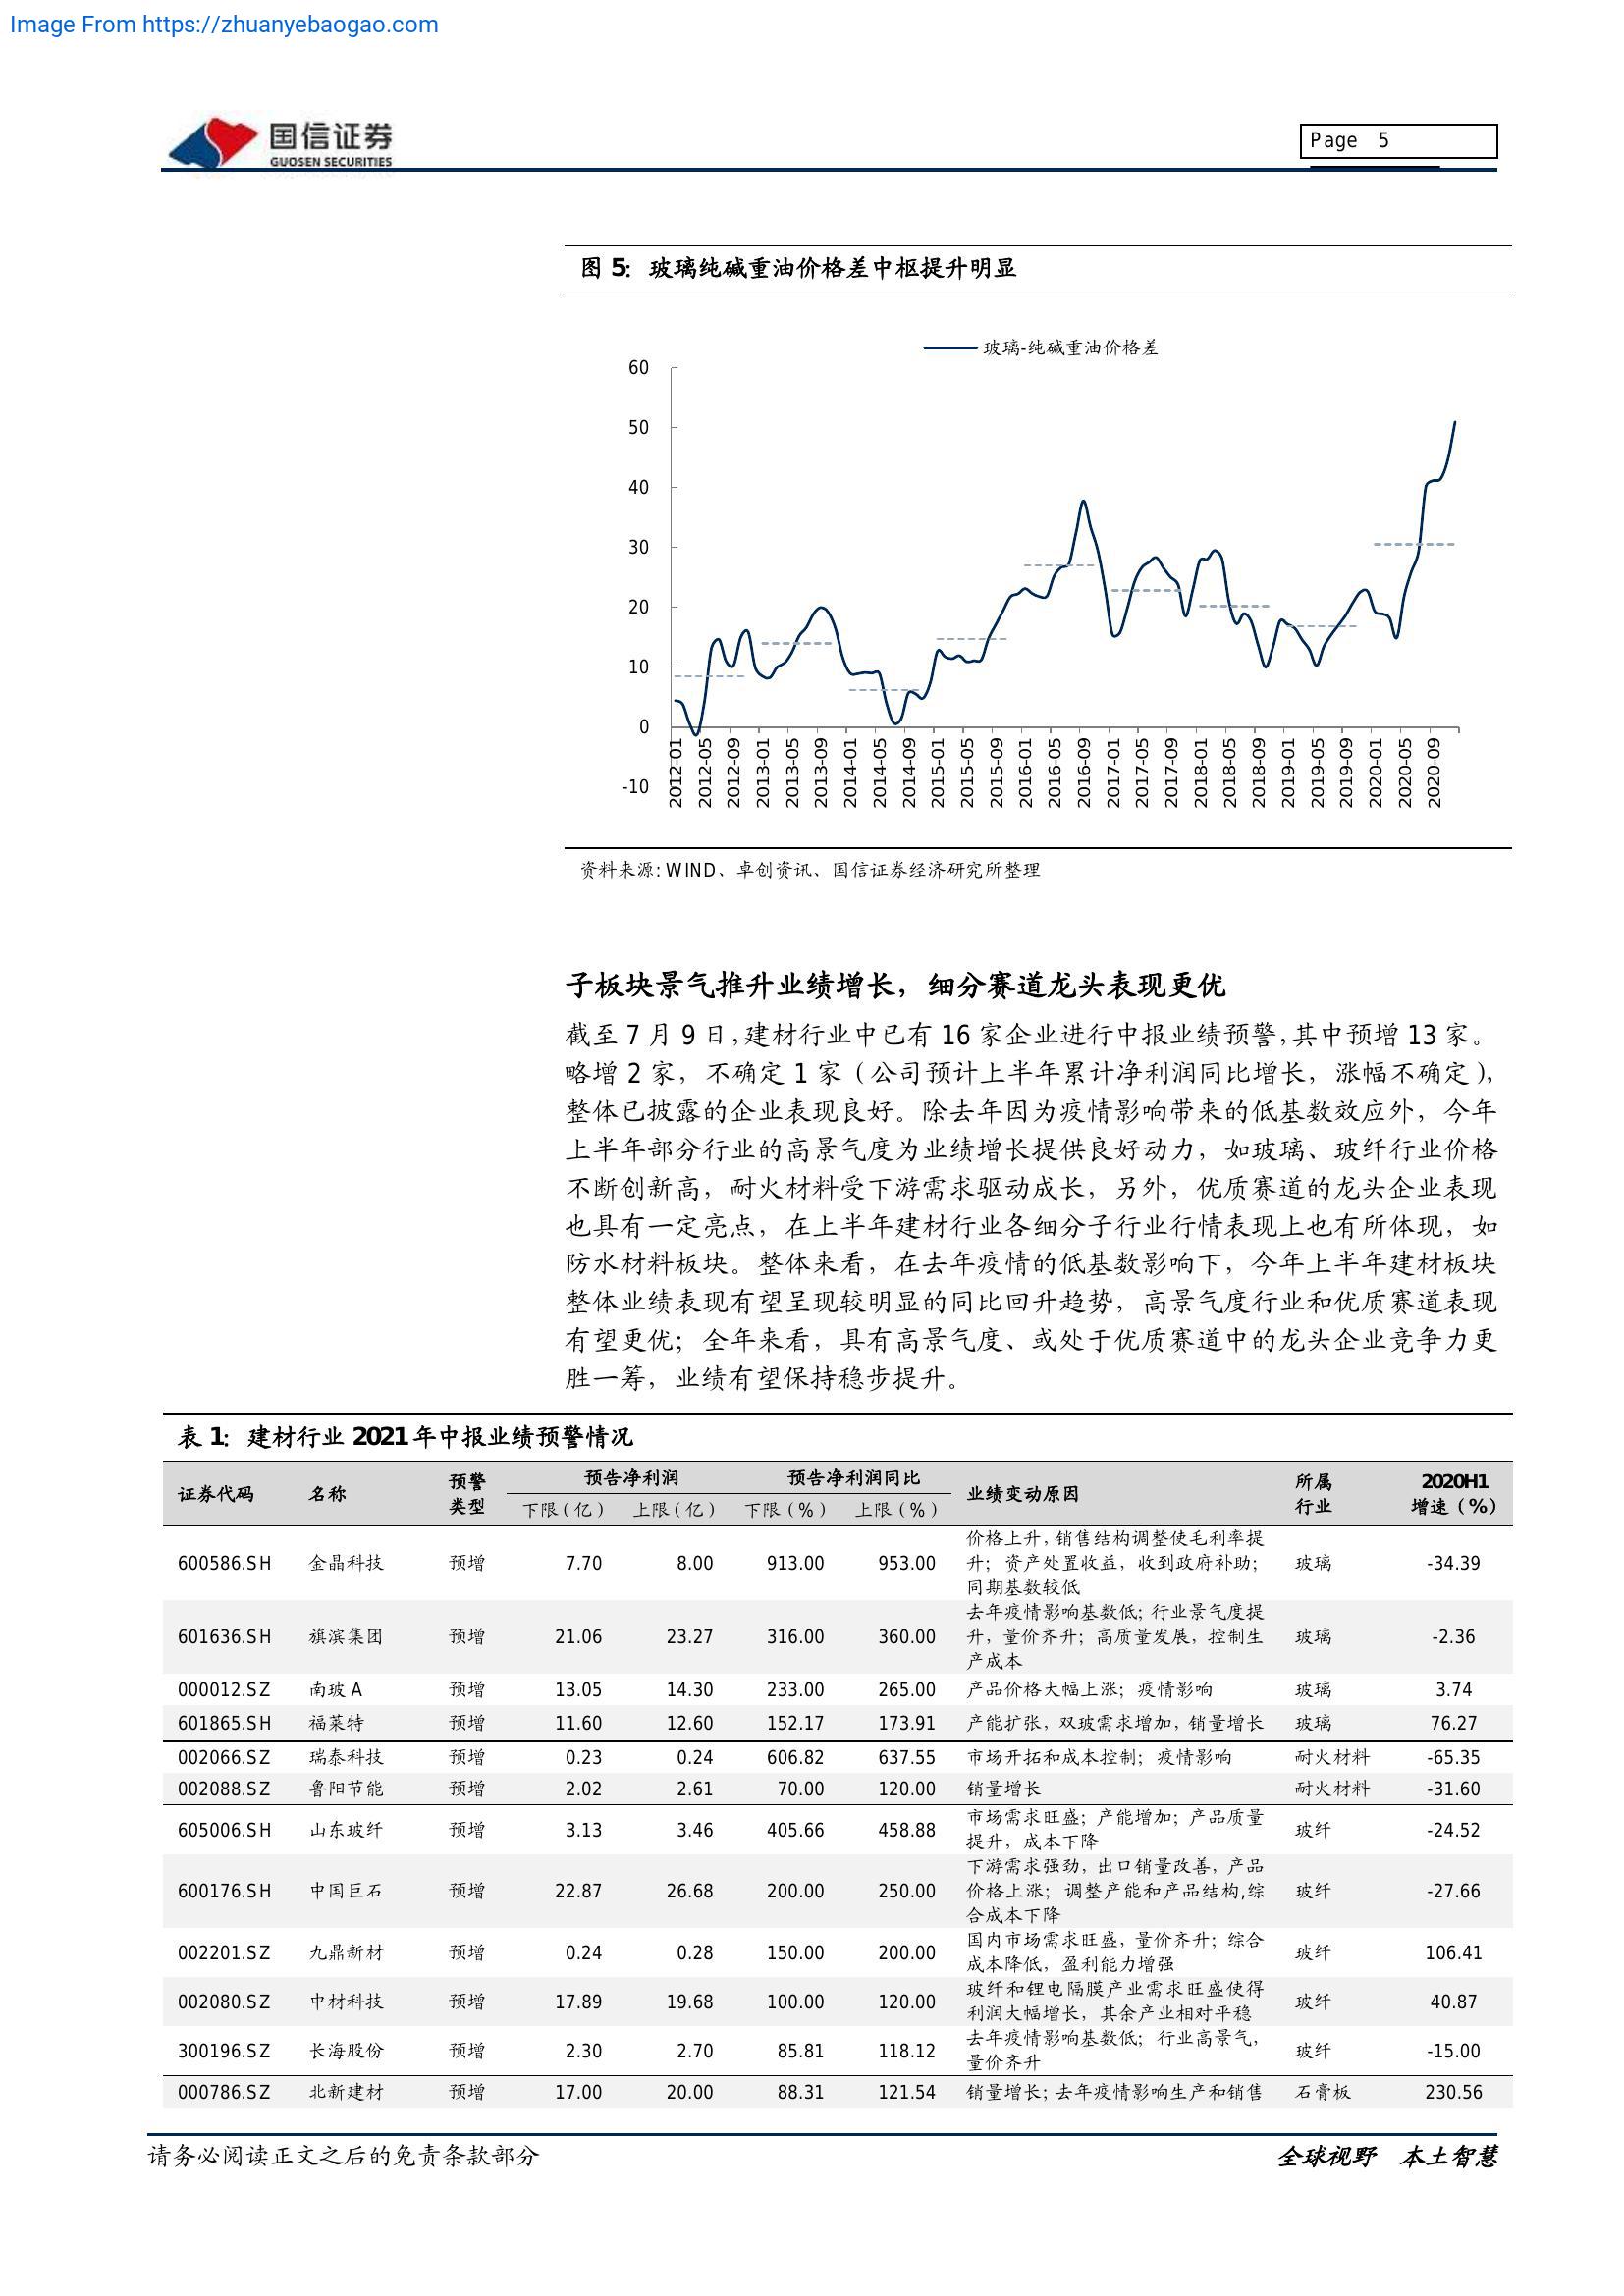 Image From https://zhuanyebaogao.com
国信证券
GUOSEN SECURITIES
Page 5
图 5：玻璃纯碱重油价格差中枢提升明显
玻璃-纯碱重油价格差
60
50
40
30
20
10
0
-10
2012-01 2012-05 2012-09 2013-01 2013-05 2013-09 2014-01 2014-05 2014-09 2015-01 2015-05 2015-09 2016-01 2016-05 2016-09 2017-01 2017-05 2017-09 2018-01 2018-05 2018-09 2019-01 2019-05 2019-09 2020-01 2020-05 2020-09
资料来源: WIND、卓创资讯、国信证券经济研究所整理
子板块景气推升业绩增长，细分赛道龙头表现更优
截至 7 月 9 日，建材行业中已有 16 家企业进行中报业绩预警，其中预增 13 家。
略增 2 家，不确定 1 家（公司预计上半年累计净利润同比增长，涨幅不确定），
整体已披露的企业表现良好。除去年因为疫情影响带来的低基数效应外，今年
上半年部分行业的高景气度为业绩增长提供良好动力，如玻璃、玻纤行业价格
不断创新高，耐火材料受下游需求驱动成长，另外，优质赛道的龙头企业表现
也具有一定亮点，在上半年建材行业各细分子行业行情表现上也有所体现，如
防水材料板块。整体来看，在去年疫情的低基数影响下，今年上半年建材板块
整体业绩表现有望呈现较明显的同比回升趋势，高景气度行业和优质赛道表现
有望更优；全年来看，具有高景气度、或处于优质赛道中的龙头企业竞争力更
胜一筹，业绩有望保持稳步提升。
表 1：建材行业 2021 年中报业绩预警情况
证券代码 名称 预警类型 预告净利润 预告净利润同比 业绩变动原因 所属行业 2020H1增速（%）
下限（亿） 上限（亿） 下限（%） 上限（%）
600586.SH 金晶科技 预增 7.70 8.00 913.00 953.00 价格上升，销售结构调整使毛利率提升；资产处置收益，收到政府补助；同期基数较低 玻璃 -34.39
601636.SH 旗滨集团 预增 21.06 23.27 316.00 360.00 去年疫情影响基数低；行业景气度提升，量价齐升；高质量发展，控制生产成本 玻璃 -2.36
000012.SZ 南玻 A 预增 13.05 14.30 233.00 265.00 产品价格大幅上涨；疫情影响 玻璃 3.74
601865.SH 福莱特 预增 11.60 12.60 152.17 173.91 产能扩张，双玻需求增加，销量增长 玻璃 76.27
002066.SZ 瑞泰科技 预增 0.23 0.24 606.82 637.55 市场开拓和成本控制；疫情影响 耐火材料 -65.35
002088.SZ 鲁阳节能 预增 2.02 2.61 70.00 120.00 销量增长 耐火材料 -31.60
605006.SH 山东玻纤 预增 3.13 3.46 405.66 458.88 市场需求旺盛；产能增加；产品质量提升，成本下降 玻纤 -24.52
600176.SH 中国巨石 预增 22.87 26.68 200.00 250.00 下游需求强劲，出口销量改善，产品价格上涨；调整产能和产品结构,综合成本下降 玻纤 -27.66
002201.SZ 九鼎新材 预增 0.24 0.28 150.00 200.00 国内市场需求旺盛，量价齐升；综合成本降低，盈利能力增强 玻纤 106.41
002080.SZ 中材科技 预增 17.89 19.68 100.00 120.00 玻纤和锂电隔膜产业需求旺盛使得利润大幅增长，其余产业相对平稳 玻纤 40.87
300196.SZ 长海股份 预增 2.30 2.70 85.81 118.12 去年疫情影响基数低；行业高景气，量价齐升 玻纤 -15.00
000786.SZ 北新建材 预增 17.00 20.00 88.31 121.54 销量增长；去年疫情影响生产和销售 石膏板 230.56
请务必阅读正文之后的免责条款部分
全球视野 本土智慧